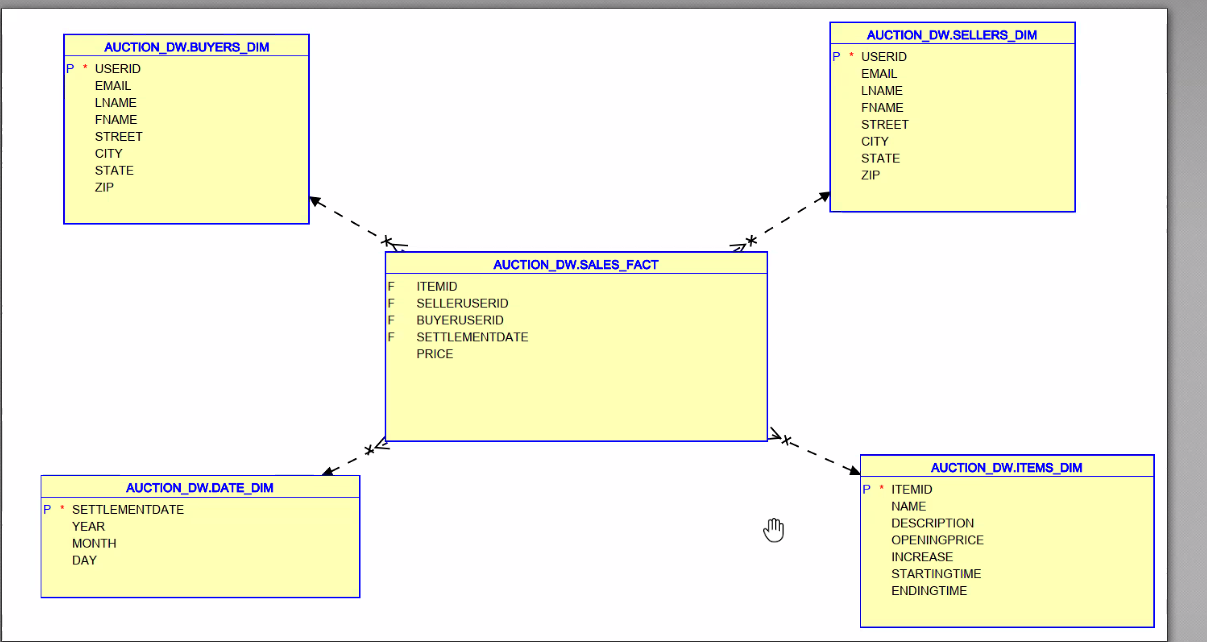 AUCTION_DW.BUYERS_DIM
P * USERID
EMAIL
LNAME
FNAME
STREET
CITY
STATE
ZIP
AUCTION_DW.SELLERS_DIM
P * USERID
EMAIL
LNAME
FNAME
STREET
CITY
STATE
ZIP
AUCTION_DW.SALES_FACT
F ITEMID
F SELLERUSERID
F BUYERUSERID
F SETTLEMENTDATE
PRICE
AUCTION_DW.DATE_DIM
P * SETTLEMENTDATE
YEAR
MONTH
DAY
AUCTION_DW.ITEMS_DIM
P * ITEMID
NAME
DESCRIPTION
OPENINGPRICE
INCREASE
STARTINGTIME
ENDINGTIME